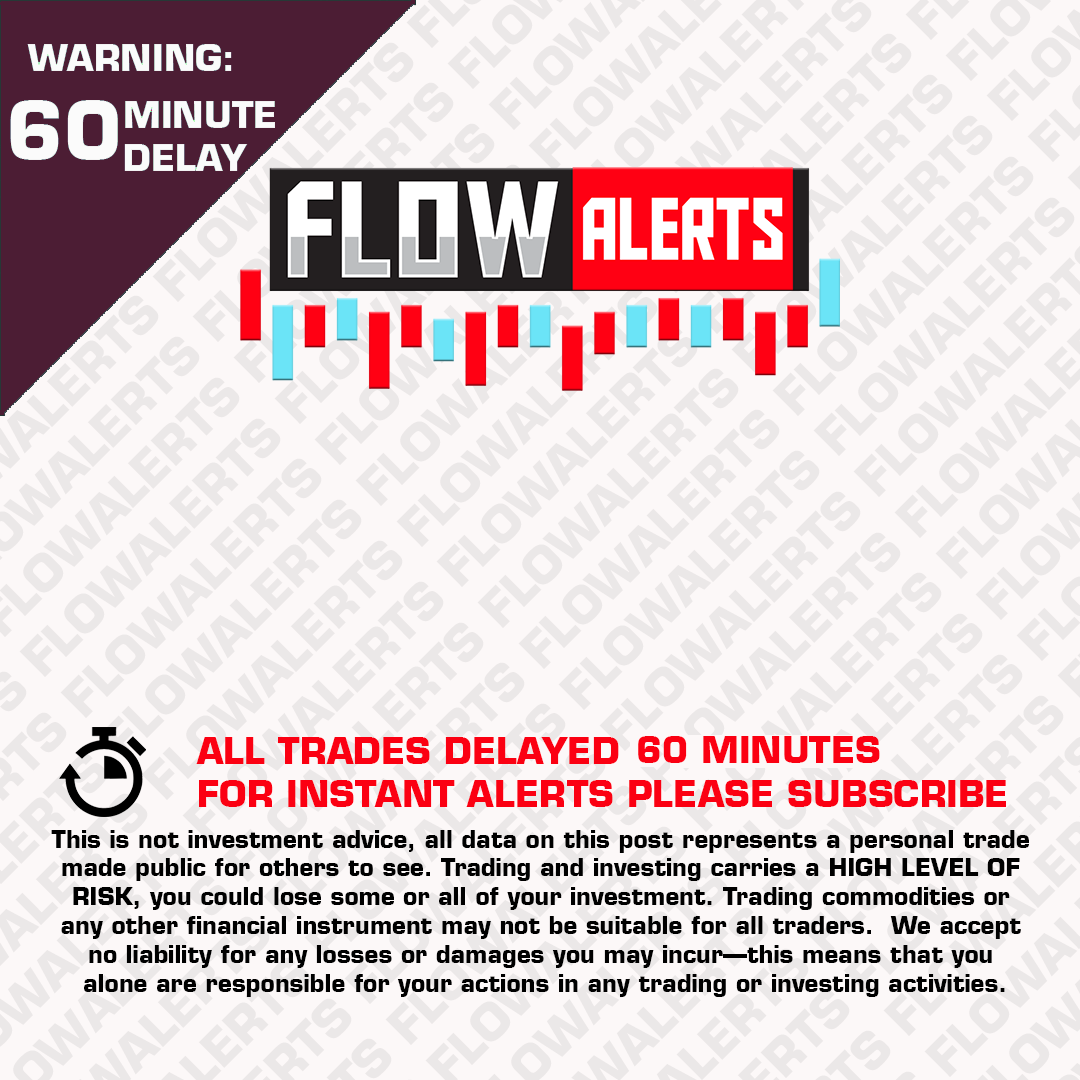 WARNING:
60 MINUTE
DELAY
FLOW ALERTS
ALL TRADES DELAYED 60 MINUTES
FOR INSTANT ALERTS PLEASE SUBSCRIBE
This is not investment advice, all data on this post represents a personal trade
made public for others to see. Trading and investing carries a HIGH LEVEL OF
RISK, you could lose some or all of your investment. Trading commodities or
any other financial instrument may not be suitable for all traders.  We accept
no liability for any losses or damages you may incur—this means that you
alone are responsible for your actions in any trading or investing activities.